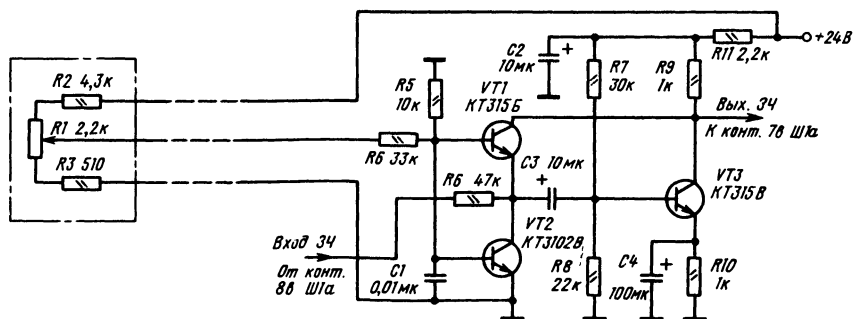 R2 4,3к
R1 2,2к
R3 510
R5
10к
R6 33к
VT1
КТ315Б
C2
10мк
+
R7
30к
R9
1к
R11 2,2к
+24В
Вых. ЗЧ
К конт. 7в Ш1а
C3 10мк
+
R6 47к
VT2
КТ3102В
VT3
КТ315В
Вход ЗЧ
От конт.
8в Ш1а
C1
0,01мк
R8
22к
C4
+
100мк
R10
1к